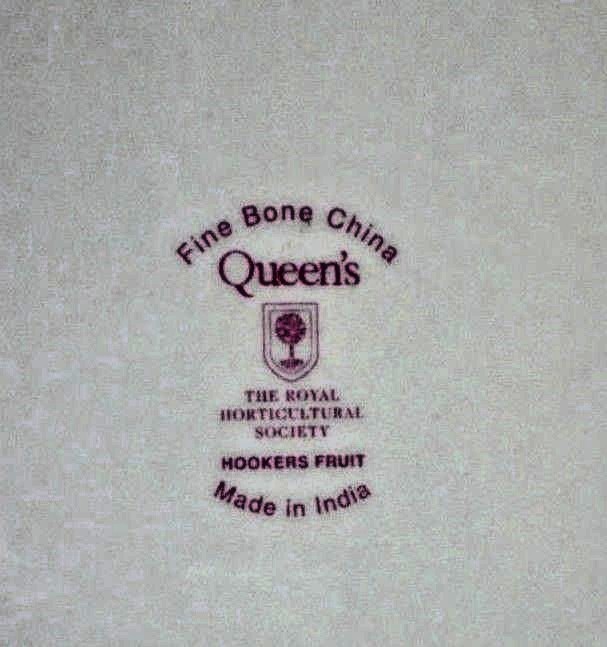 Fine Bone China
Queen's
THE ROYAL
HORTICULTURAL
SOCIETY
HOOKERS FRUIT
Made in India